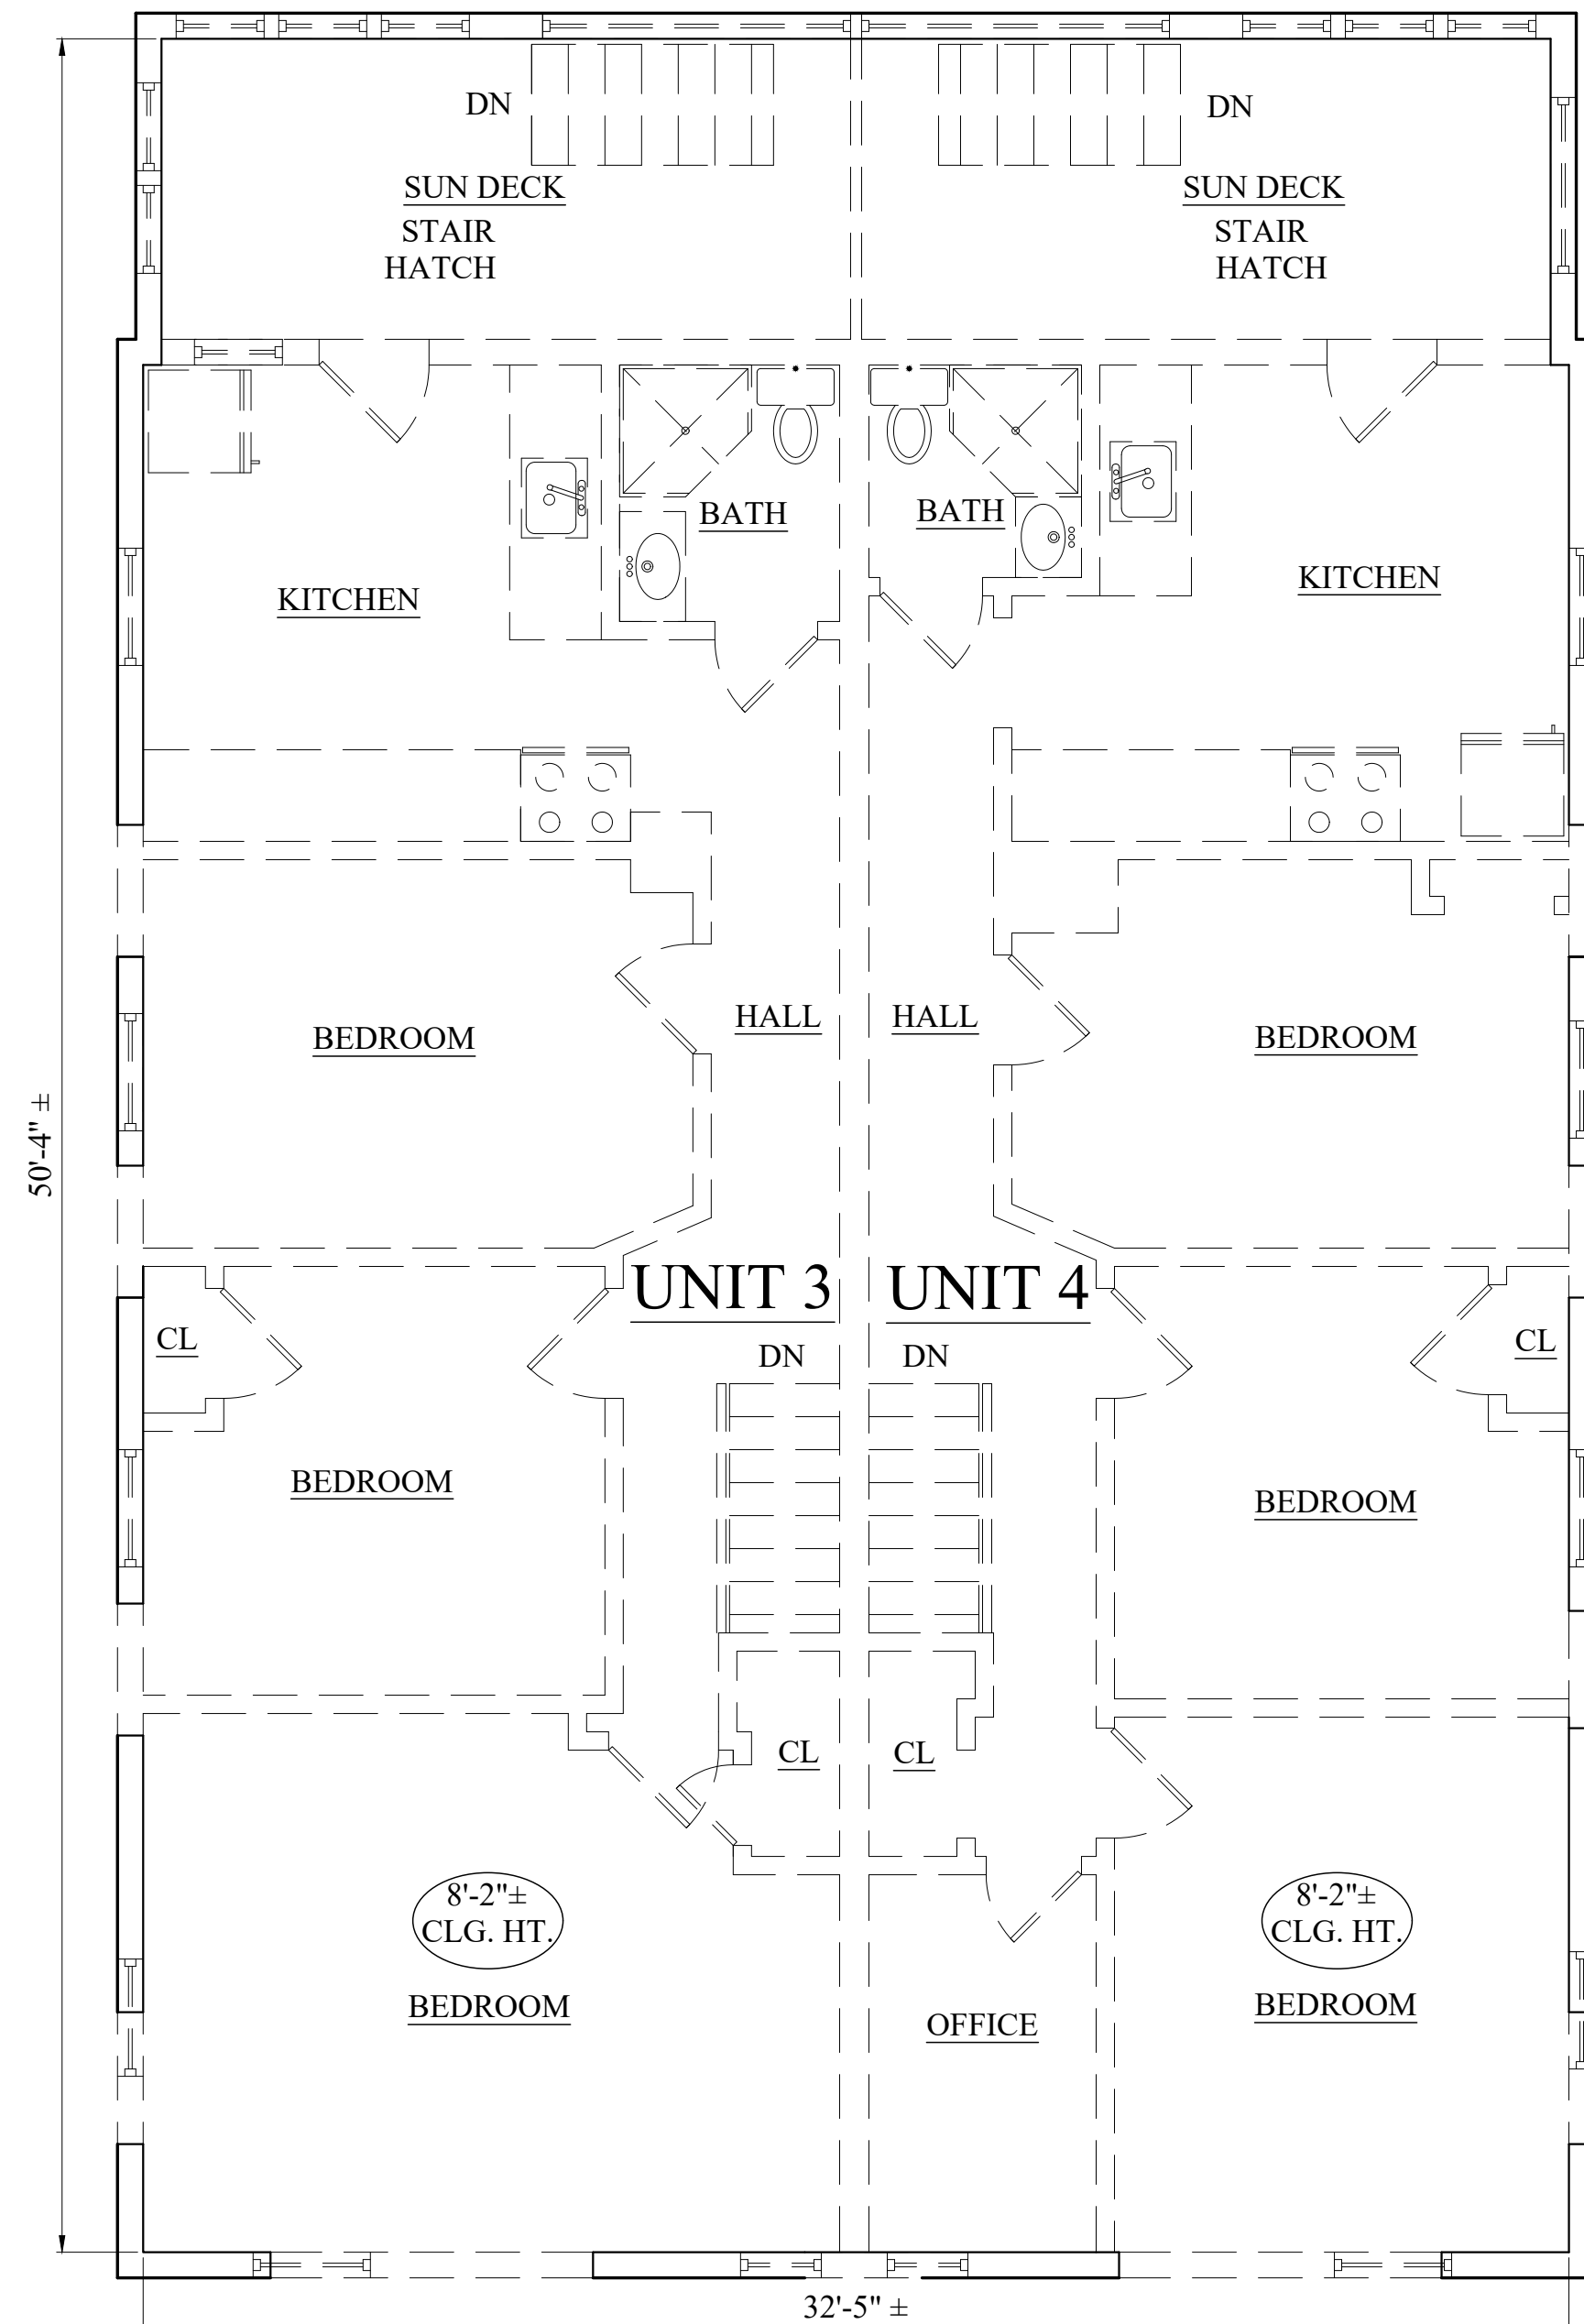 DN
DN
SUN DECK
STAIR
HATCH
SUN DECK
STAIR
HATCH
BATH
BATH
KITCHEN
KITCHEN
HALL
HALL
BEDROOM
BEDROOM
50'-4" ±
UNIT 3
UNIT 4
CL
DN
DN
CL
BEDROOM
BEDROOM
CL
CL
8'-2"±
CLG. HT.
8'-2"±
CLG. HT.
BEDROOM
BEDROOM
OFFICE
32'-5" ±